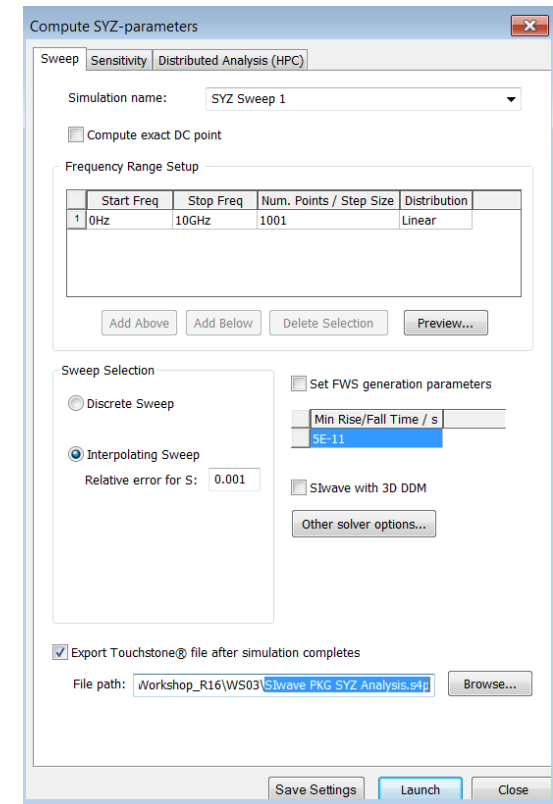 Compute SYZ-parameters
Sweep Sensitivity Distributed Analysis (HPC)
Simulation name: SYZ Sweep 1
Compute exact DC point
Frequency Range Setup
Start Freq Stop Freq Num. Points / Step Size Distribution
1 0Hz 10GHz 1001 Linear
Add Above Add Below Delete Selection Preview...
Sweep Selection
Set FWS generation parameters
Discrete Sweep
Min Rise/Fall Time / s
5E-11
Interpolating Sweep
Relative error for S: 0.001
SIwave with 3D DDM
Other solver options...
Export Touchstone® file after simulation completes
File path: Workshop_R16\WS03\SIwave PKG SYZ Analysis.s4p Browse...
Save Settings Launch Close